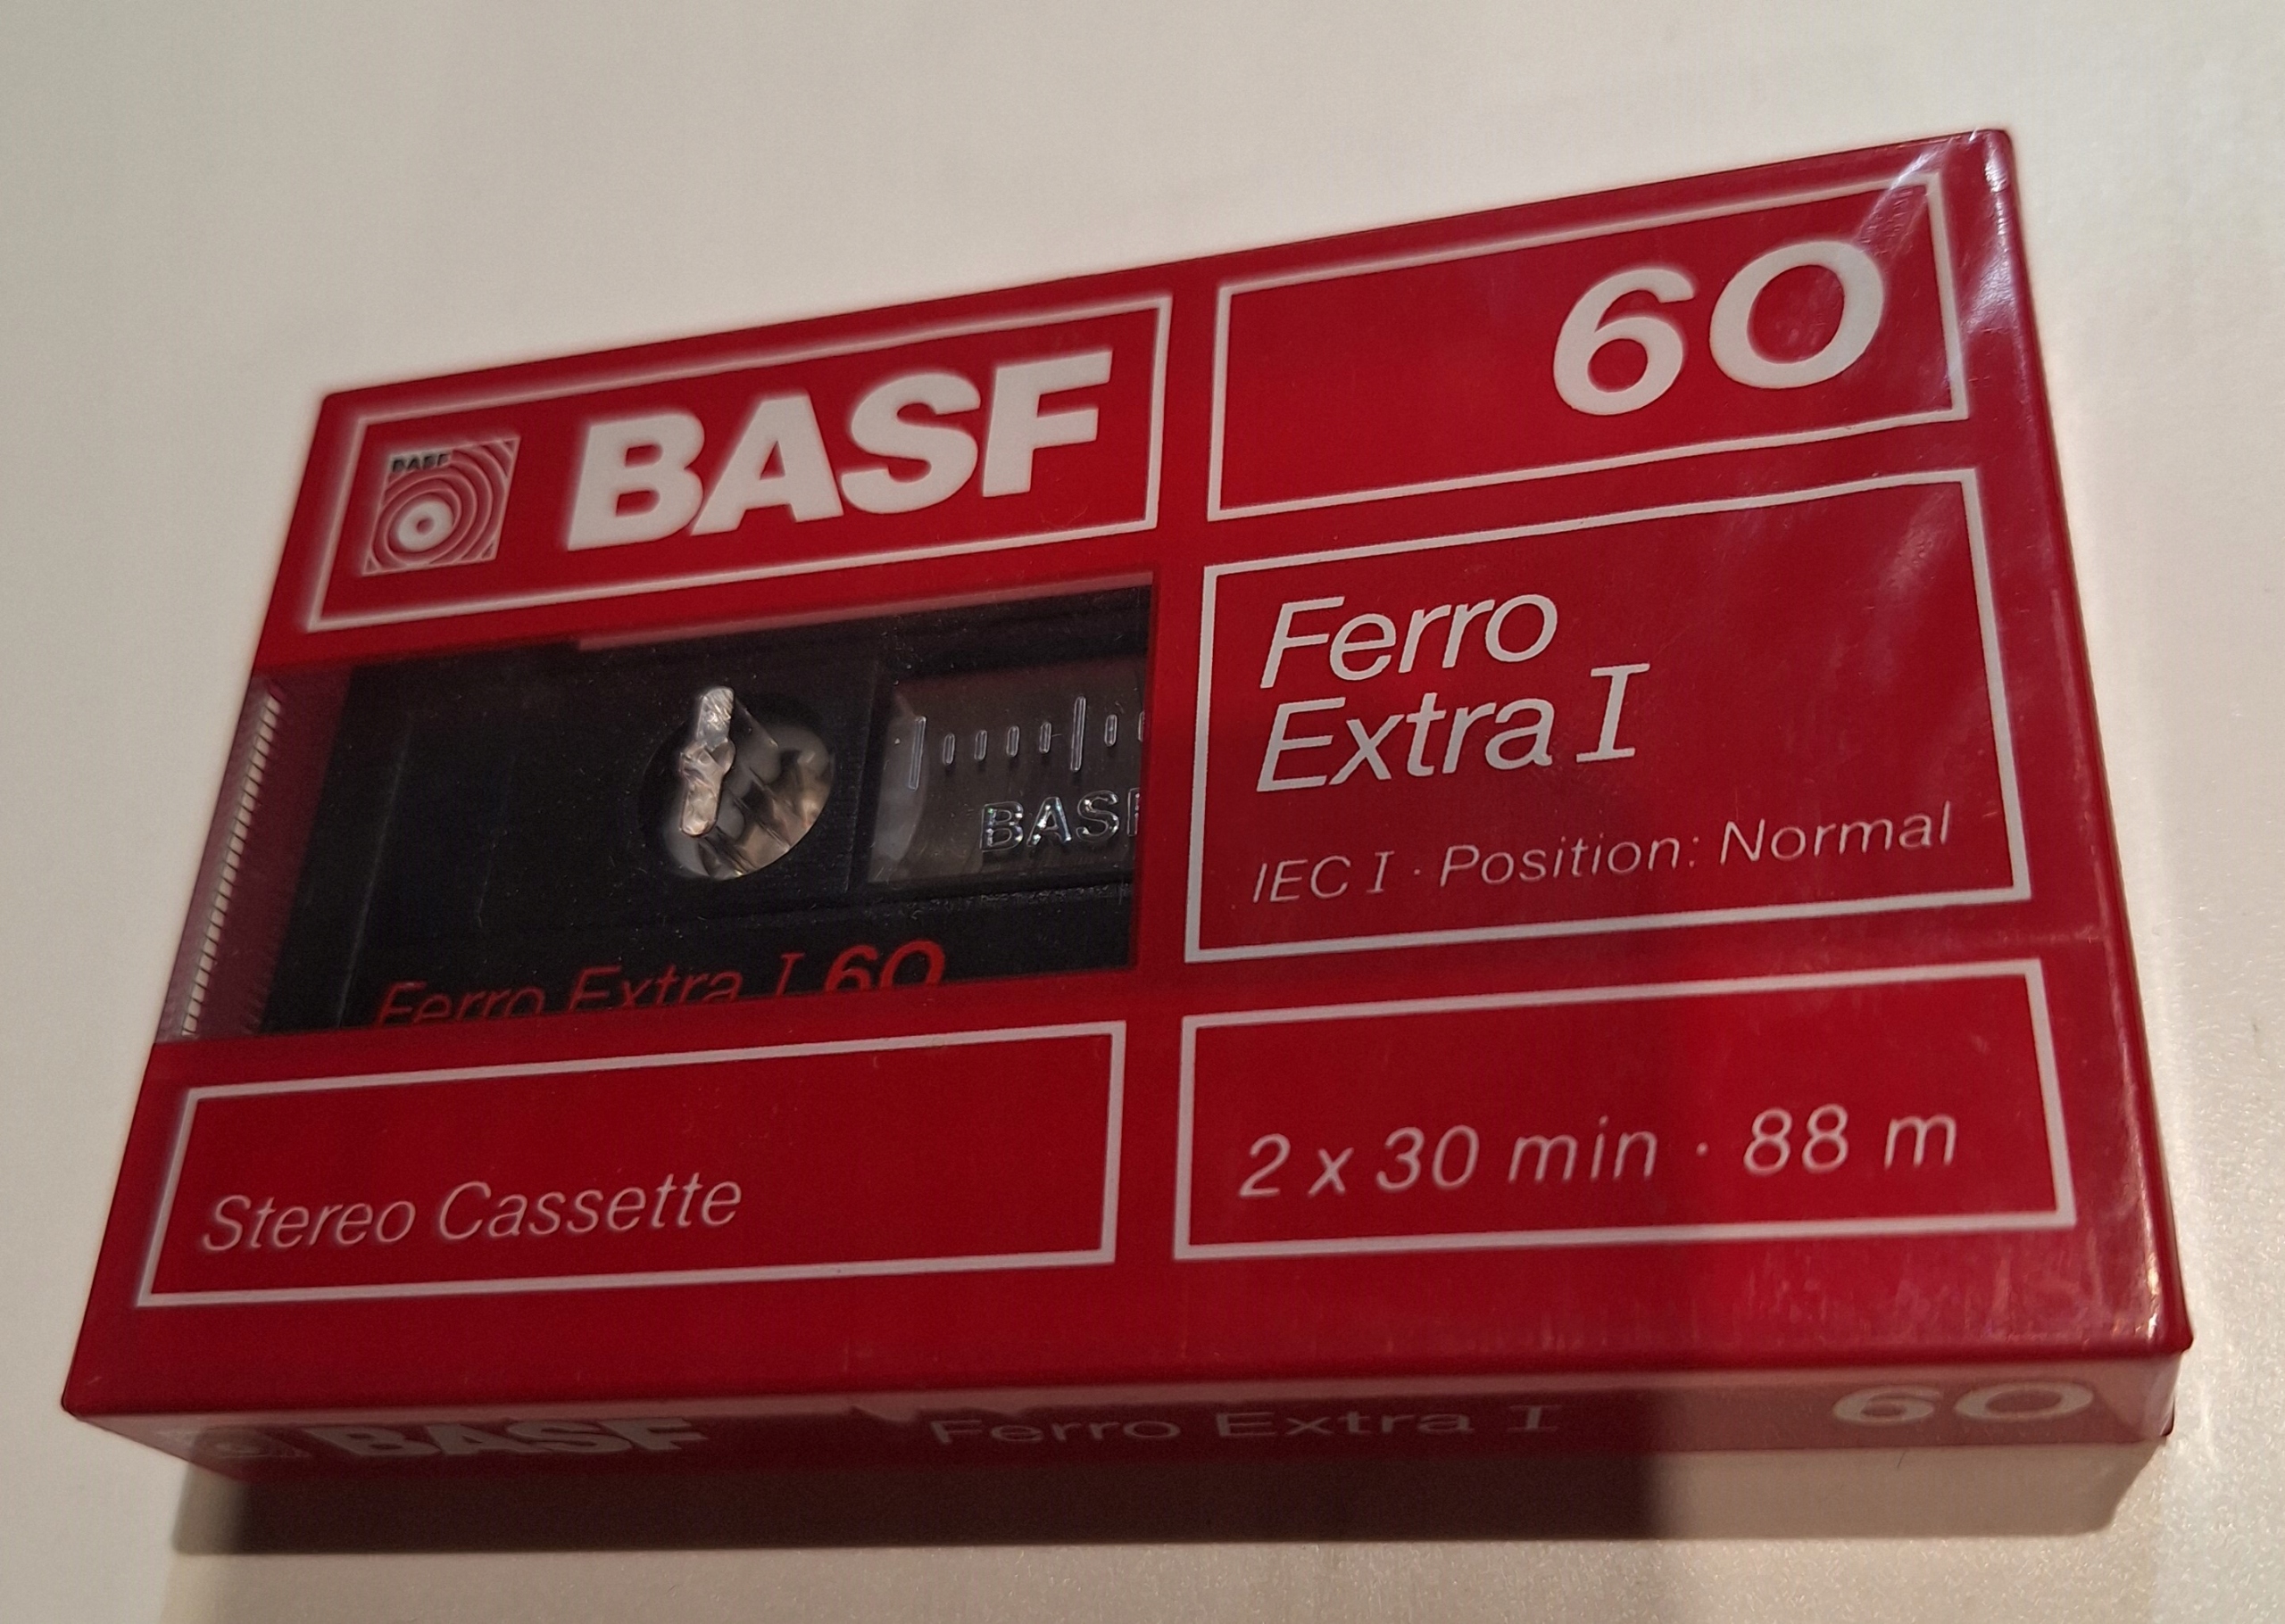 BASF
BASF
60
Ferro
Extra I
IEC I · Position: Normal
BASF
Ferro Extra I 60
Stereo Cassette
2 x 30 min · 88 m
BASF Ferro Extra I 60